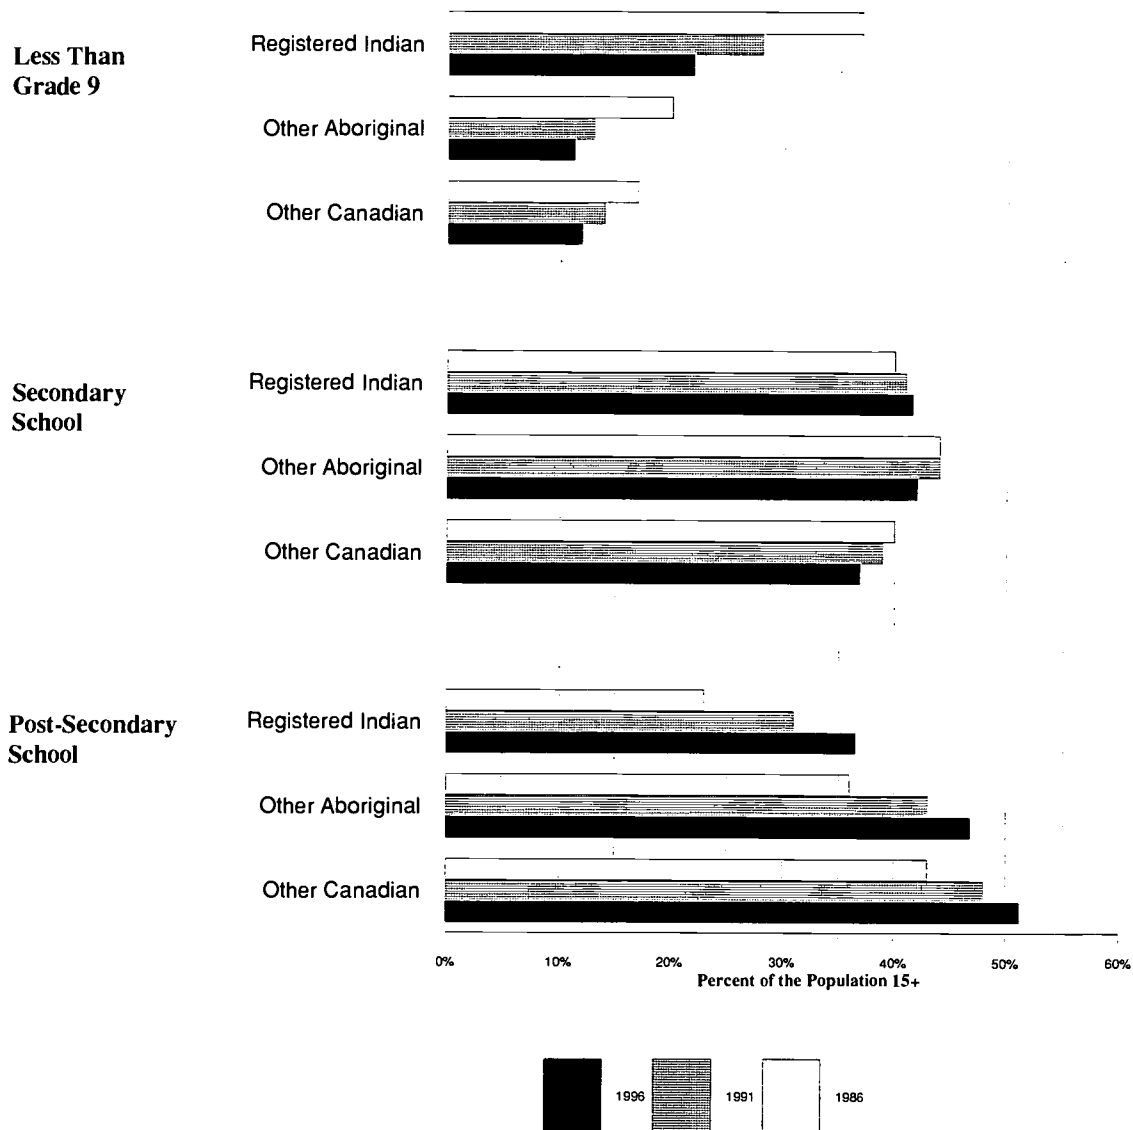 Less Than
Grade 9
Registered Indian
Other Aboriginal
Other Canadian
Secondary
School
Registered Indian
Other Aboriginal
Other Canadian
Post-Secondary
School
Registered Indian
Other Aboriginal
Other Canadian
0% 10% 20% 30% 40% 50% 60%
Percent of the Population 15+
1996 1991 1986